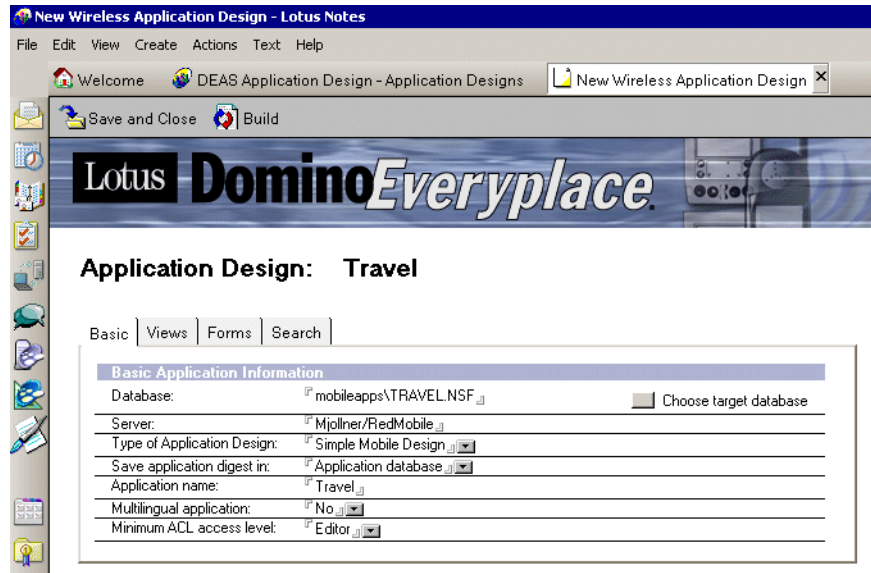 New Wireless Application Design - Lotus Notes
File Edit View Create Actions Text Help
Welcome DEAS Application Design - Application Designs New Wireless Application Design
Save and Close Build
Lotus Domino Everyplace.
Application Design: Travel
Basic Views Forms Search
Basic Application Information
Database: mobileapps\TRAVEL.NSF Choose target database
Server: Mjollner/RedMobile
Type of Application Design: Simple Mobile Design
Save application digest in: Application database
Application name: Travel
Multilingual application: No
Minimum ACL access level: Editor